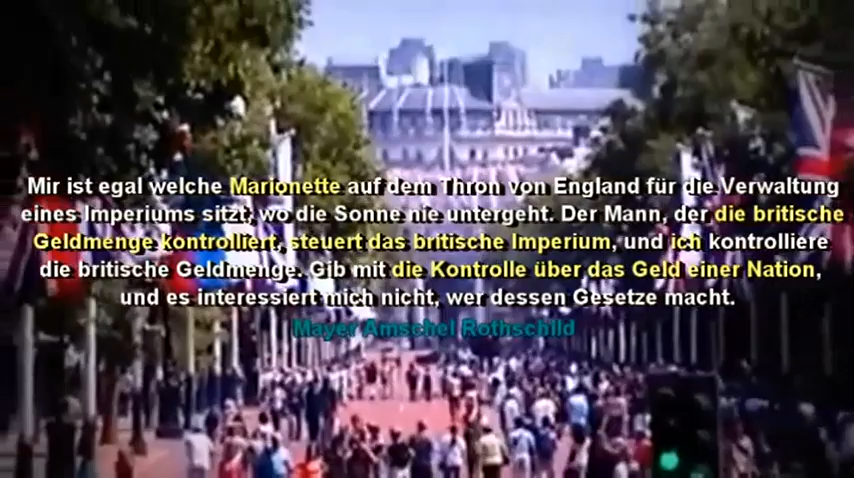 Mir ist egal welche Marionette auf dem Thron von England für die Verwaltung
eines Imperiums sitzt, wo die Sonne nie untergeht. Der Mann, der die britische
Geldmenge kontrolliert, steuert das britische Imperium, und ich kontrolliere
die britische Geldmenge. Gib mit die Kontrolle über das Geld einer Nation,
und es interessiert mich nicht, wer dessen Gesetze macht.
Mayer Amschel Rothschild